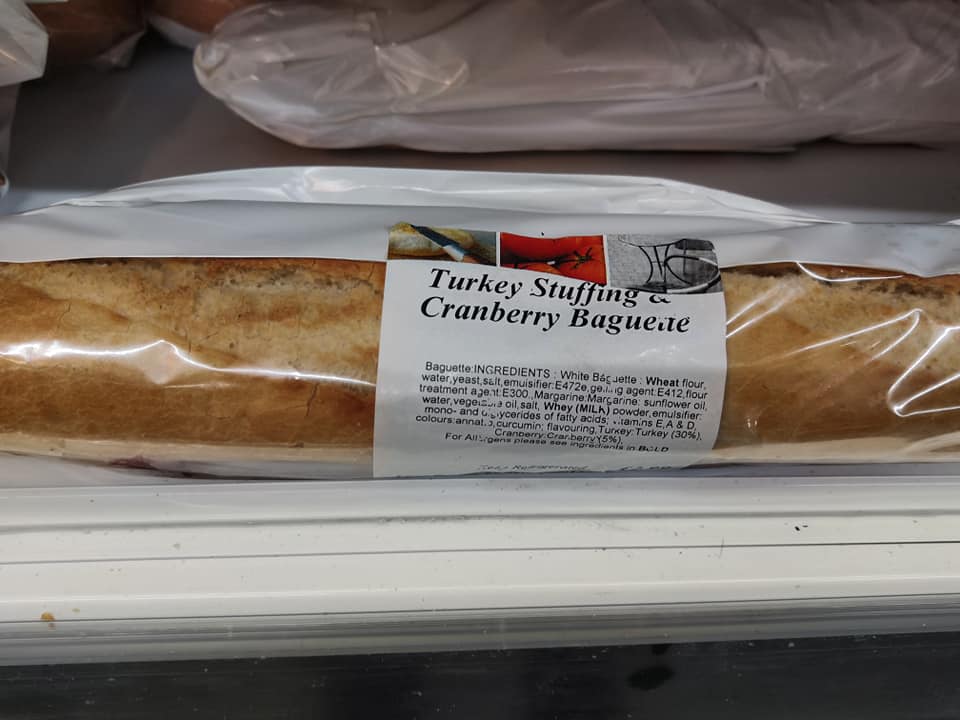 Turkey Stuffing &
Cranberry Baguette
Baguette:INGREDIENTS : White Baguette: Wheat flour,
water,yeast,salt,emulsifier:E472e,gelling agent:E412,flour
treatment agent:E300.,Margarine:Margarine: sunflower oil,
water,vegetable oil,salt, Whey (MILK) powder,emulsifier:
mono- and diglycerides of fatty acids; vitamins E,A & D,
colours:annatto,curcumin; flavouring,Turkey:Turkey (30%),
Cranberry:Cranberry(5%),
For Allergens please see ingredients in BOLD
Keep Refrigerated